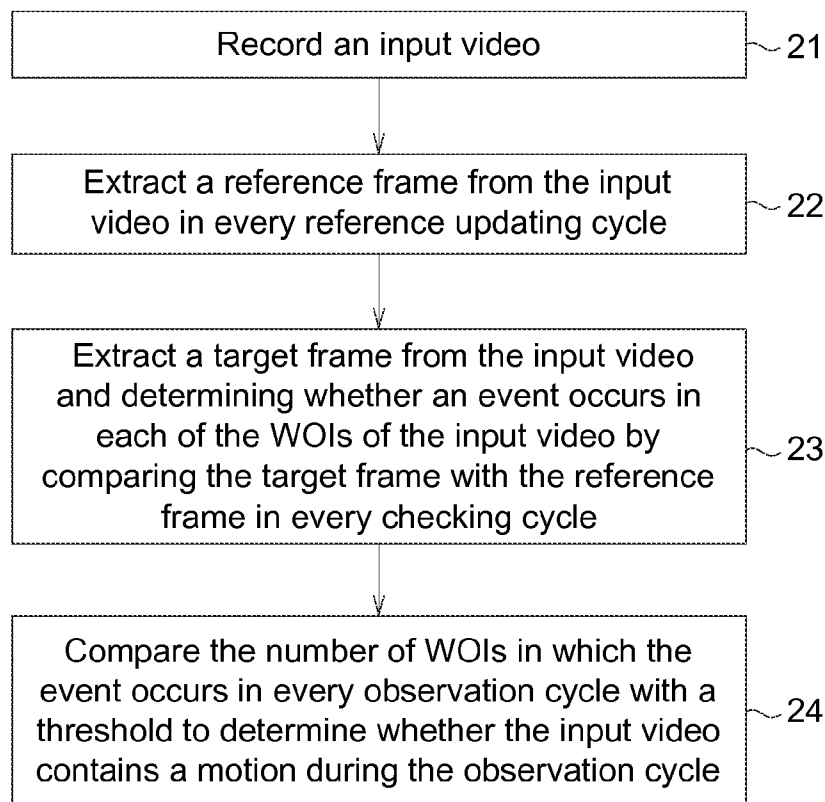 Record an input video
21
Extract a reference frame from the input
video in every reference updating cycle
22
Extract a target frame from the input video
and determining whether an event occurs in
each of the WOIs of the input video by
comparing the target frame with the reference
frame in every checking cycle
23
Compare the number of WOIs in which the
event occurs in every observation cycle with a
threshold to determine whether the input video
contains a motion during the observation cycle
24